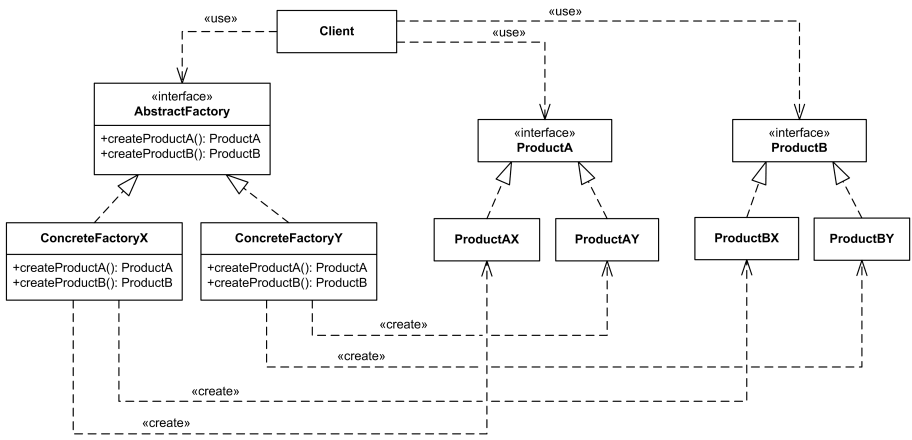 «use»
Client
«use»
«use»
«interface»
AbstractFactory
+createProductA(): ProductA
+createProductB(): ProductB
«interface»
ProductA
«interface»
ProductB
ConcreteFactoryX
+createProductA(): ProductA
+createProductB(): ProductB
ConcreteFactoryY
+createProductA(): ProductA
+createProductB(): ProductB
ProductAX
ProductAY
ProductBX
ProductBY
«create»
«create»
«create»
«create»